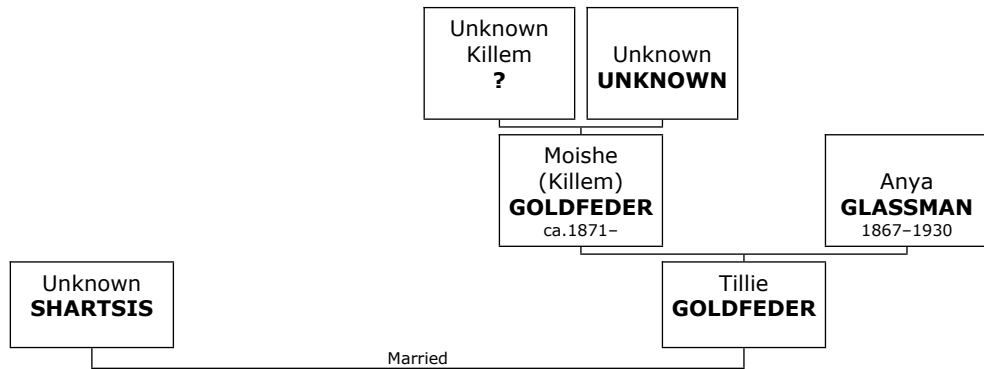 Unknown
Killem
?
Unknown
UNKNOWN
Moishe
(Killem)
GOLDFEDER
ca.1871–
Anya
GLASSMAN
1867–1930
Unknown
SHARTSIS
Tillie
GOLDFEDER
Married